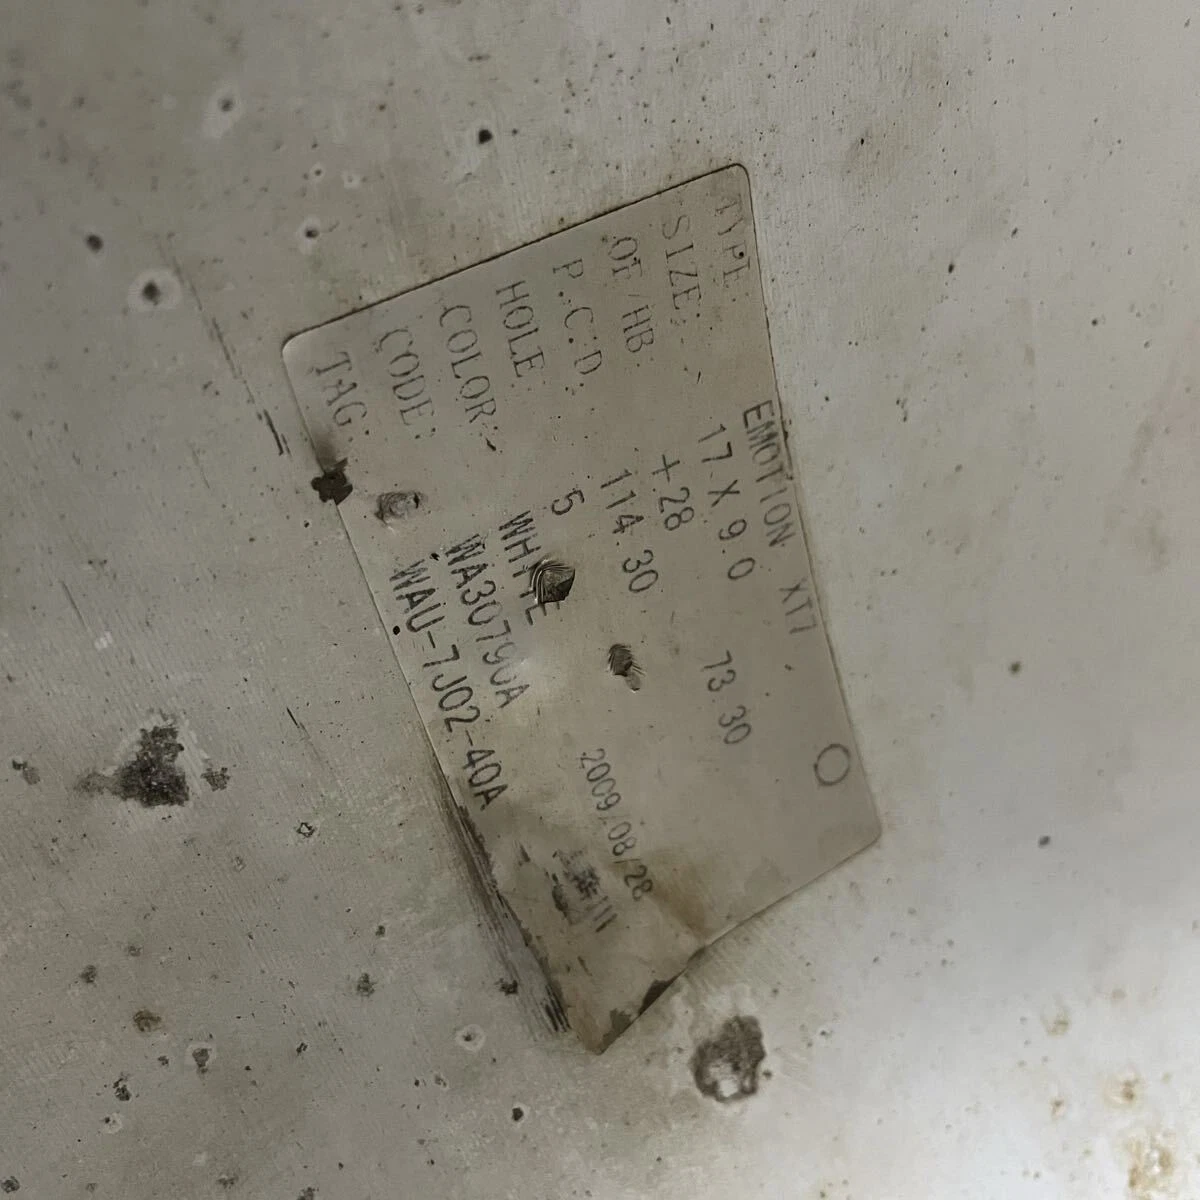 TYPE: EMOTION XT7
SIZE: 17 X 9.0
OF/HB: +28 73.30
P.C.D: 114.30
HOLE: 5
COLOR: WHITE
CODE: WA30790A
TAG: WAU-7J02-40A
2009/08/28